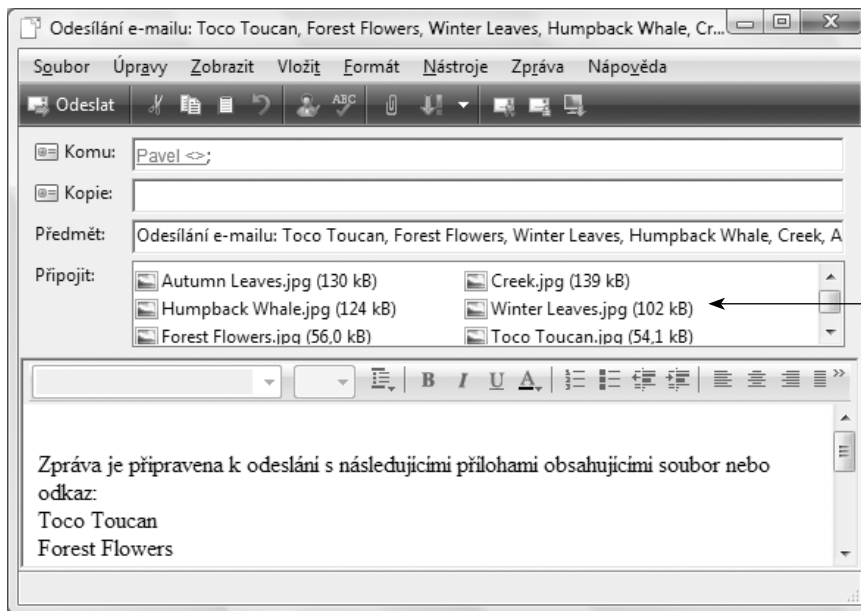 Odesílání e-mailu: Toco Toucan, Forest Flowers, Winter Leaves, Humpback Whale, Cr...
Soubor Úpravy Zobrazit Vložit Formát Nástroje Zpráva Nápověda
Odeslat ABC
Komu: Pavel <>;
Kopie:
Předmět: Odesílání e-mailu: Toco Toucan, Forest Flowers, Winter Leaves, Humpback Whale, Creek, A
Připojit: Autumn Leaves.jpg (130 kB) Creek.jpg (139 kB)
Humpback Whale.jpg (124 kB) Winter Leaves.jpg (102 kB)
Forest Flowers.jpg (56,0 kB) Toco Toucan.jpg (54,1 kB)
B I U A
Zpráva je připravena k odeslání s následujícími přílohami obsahujícími soubor nebo
odkaz:
Toco Toucan
Forest Flowers